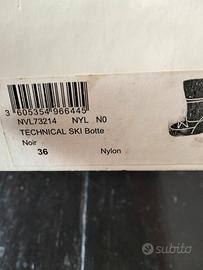 3 605354 966445
NVL73214 NYL N0
TECHNICAL SKI Botte
Noir
36 Nylon
subito